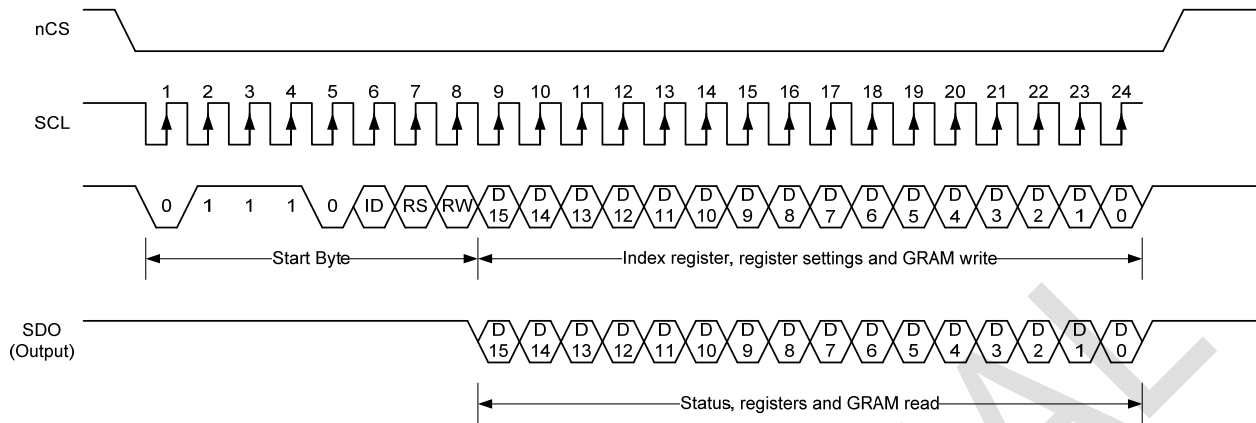 nCS
1 2 3 4 5 6 7 8 9 10 11 12 13 14 15 16 17 18 19 20 21 22 23 24
SCL
0 1 1 1 0 ID RS RW D15 D14 D13 D12 D11 D10 D9 D8 D7 D6 D5 D4 D3 D2 D1 D0
Start Byte Index register, register settings and GRAM write
SDO
(Output)
D15 D14 D13 D12 D11 D10 D9 D8 D7 D6 D5 D4 D3 D2 D1 D0
Status, registers and GRAM read
AL